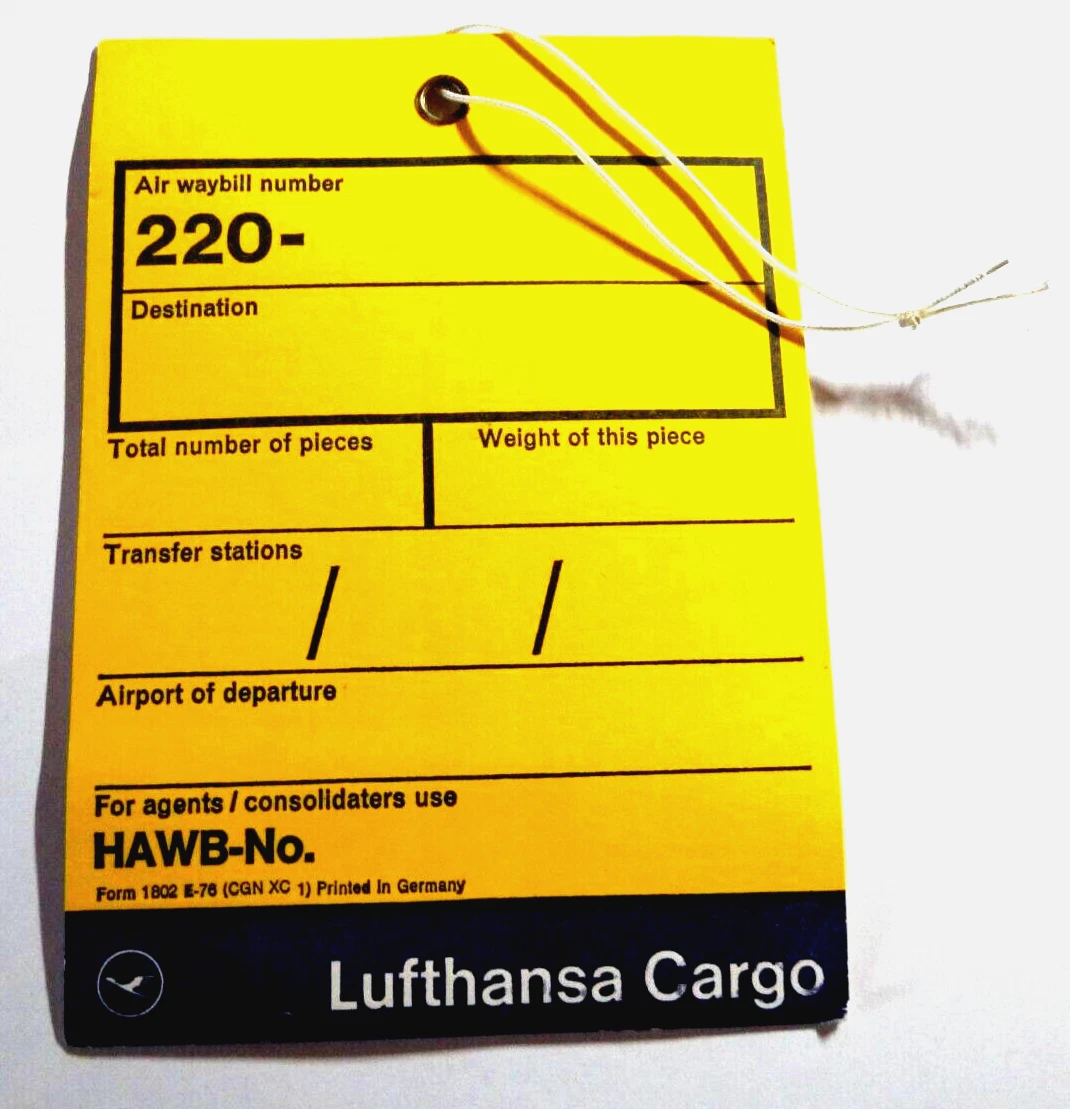 Air waybill number
220-
Destination
Total number of pieces
Weight of this piece
Transfer stations
/ /
Airport of departure
For agents / consolidaters use
HAWB-No.
Form 1802 E-76 (CGN XC 1) Printed in Germany
Lufthansa Cargo